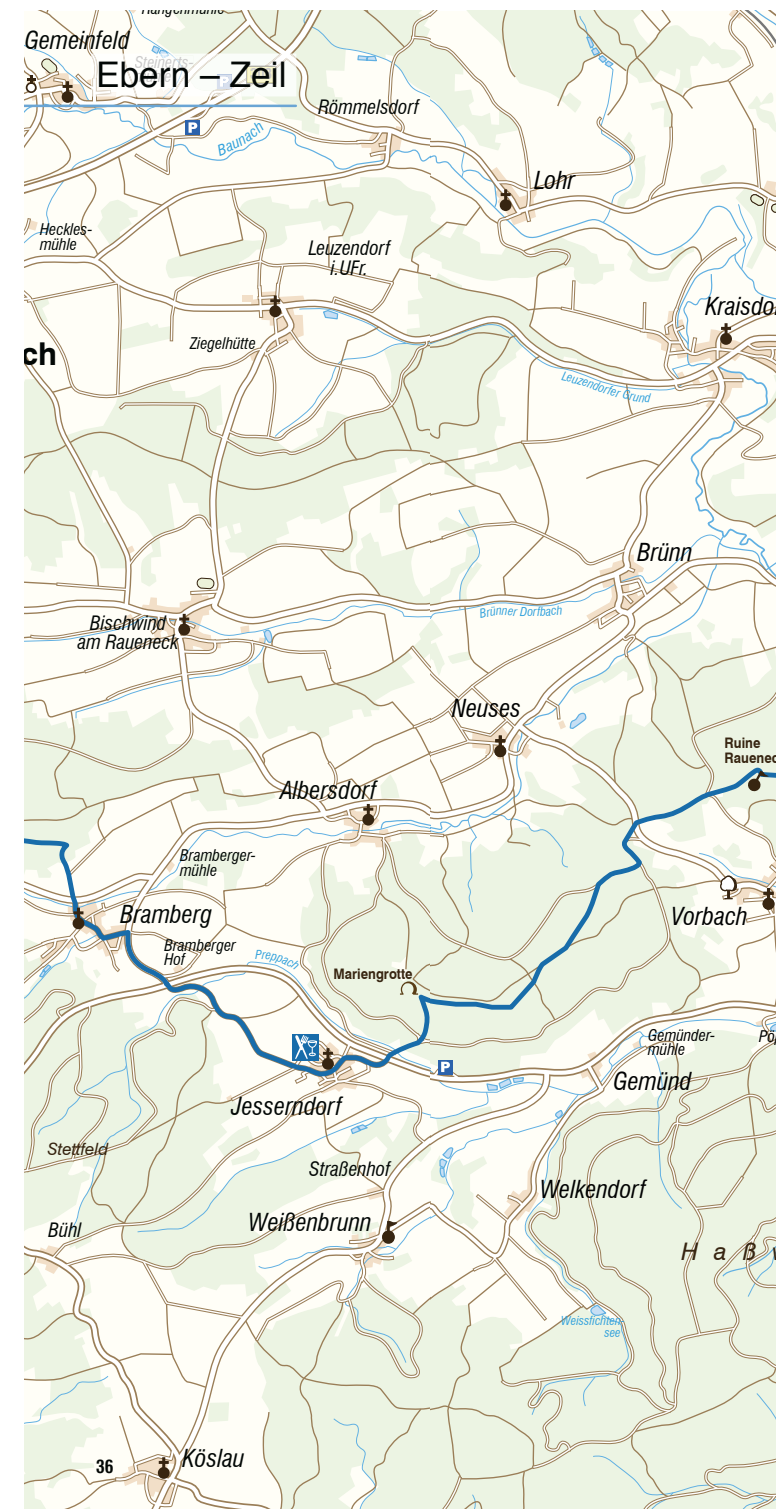 Gemeinfeld
Steinerts-
Ebern – Zeil
P
Baunach
Römmelsdorf
Lohr
Heckles-
mühle
Leuzendorf
i.UFr.
Ziegelhütte
ch
Leuzendorfer Grund
Brünn
Brünner Dorfbach
Bischwind
am Raueneck
Neuses
Ruine
Albersdorf
Bramberger-
mühle
Bramberg
Bramberger
Hof
Preppach
Mariengrotte
Vorbach
P
Gemünder-
mühle
Gemünd
Jesserndorf
Stettfeld
Straßenhof
Welkendorf
Weißenbrunn
Bühl
H a ß
Weissfichten-
see
36
Köslau